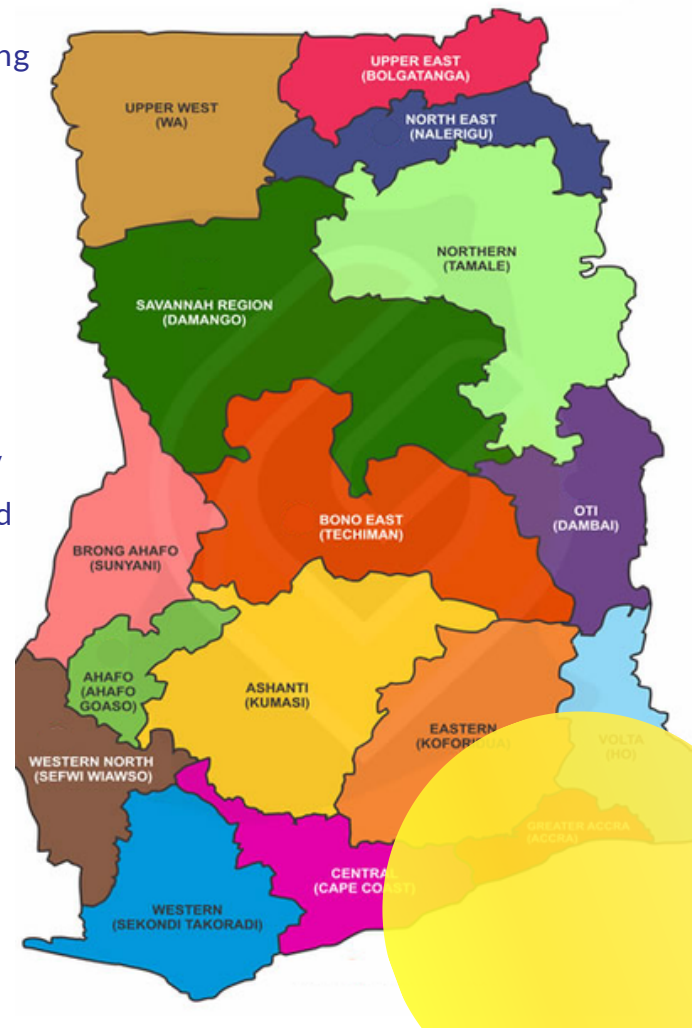 ng
UPPER EAST
(BOLGATANGA)
UPPER WEST
(WA)
NORTH EAST
(NALERIGU)
NORTHERN
(TAMALE)
SAVANNAH REGION
(DAMANGO)
y
d
OTI
(DAMBAI)
BONO EAST
(TECHIMAN)
BRONG AHAFO
(SUNYANI)
AHAFO
(AHAFO
GOASO)
ASHANTI
(KUMASI)
EASTERN
(KOFORIDUA)
VOLTA
(HO)
WESTERN NORTH
(SEFWI WIAWSO)
GREATER ACCRA
(ACCRA)
CENTRAL
(CAPE COAST)
WESTERN
(SEKONDI TAKORADI)